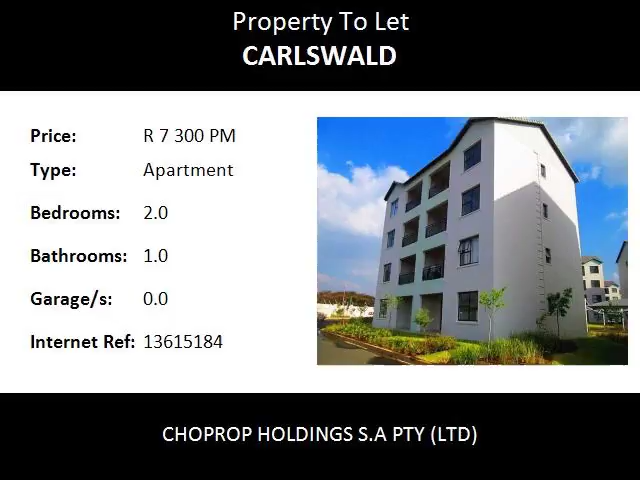 Property To Let
CARLSWALD
Price: R 7 300 PM
Type: Apartment
Bedrooms: 2.0
Bathrooms: 1.0
Garage/s: 0.0
Internet Ref: 13615184
CHOPROP HOLDINGS S.A PTY (LTD)